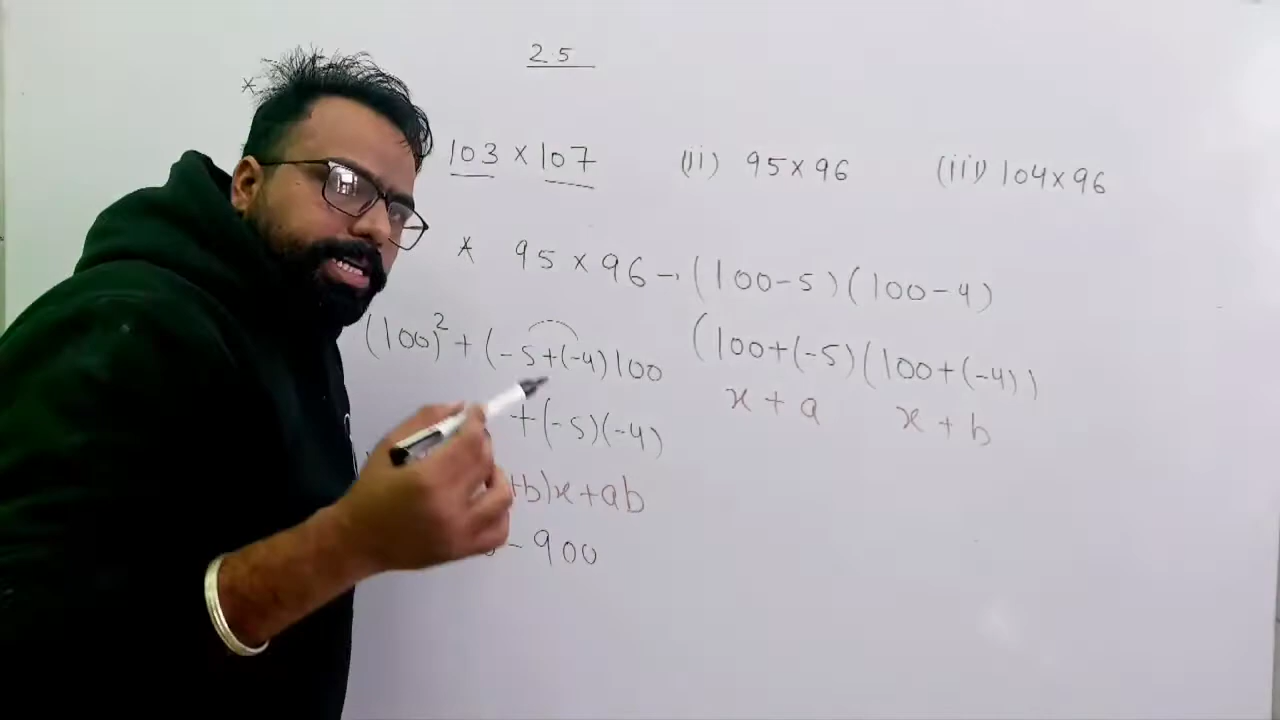 2.5
*
103 × 107 (ii) 95×96 (iii) 104×96
* 95 × 96 → (100-5)(100-4)
(100)² + (-5+(-4)100 (100+(-5)(100+(-4))
+(-5)(-4) x + a x + b
+b)x+ab
- 900